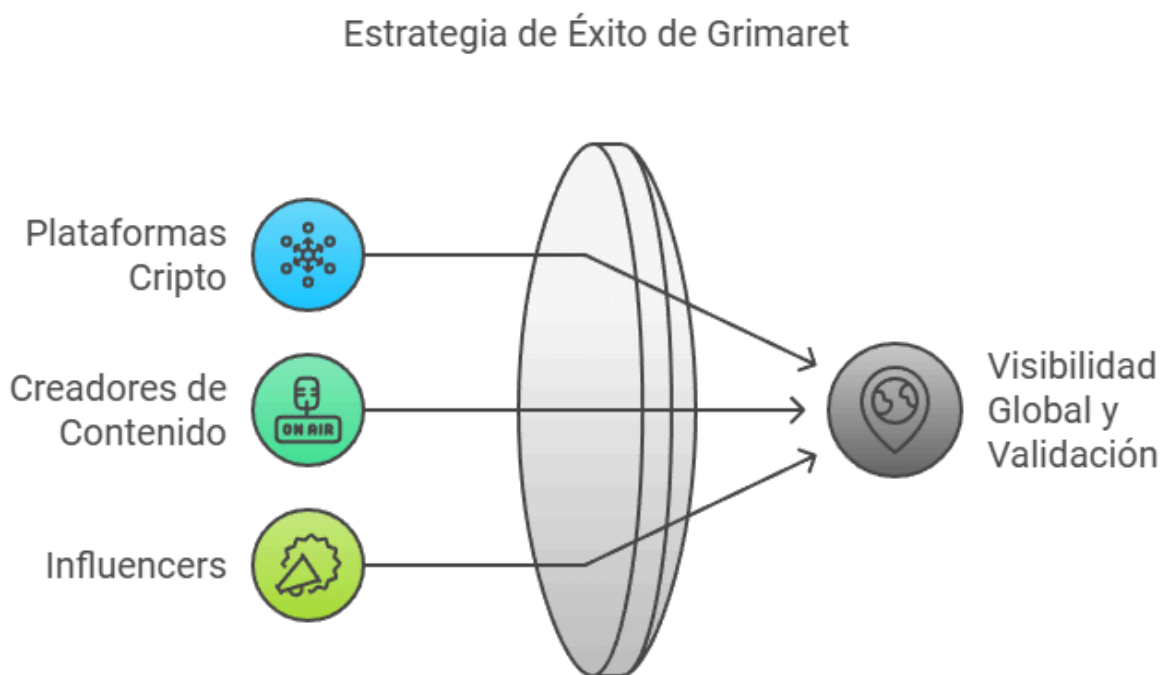 Estrategia de Éxito de Grimaret
Plataformas
Cripto
Creadores de
Contenido
ON AIR
Influencers
Visibilidad
Global y
Validación